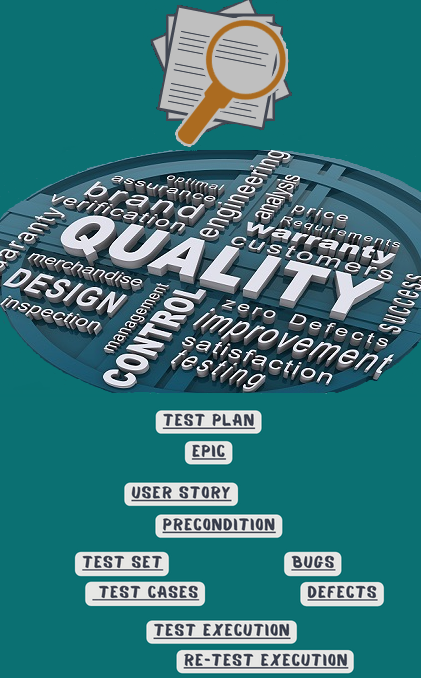 optimal
assurance
brand
verification
engineering
analysis
price
Requirements
warranty
customers
QUALITY
merchandise
DESIGN
inspection
management
CONTROL
zero Defects
improvement
satisfaction
testing
success
TEST PLAN
EPIC
USER STORY
PRECONDITION
TEST SET
BUGS
TEST CASES
DEFECTS
TEST EXECUTION
RE-TEST EXECUTION